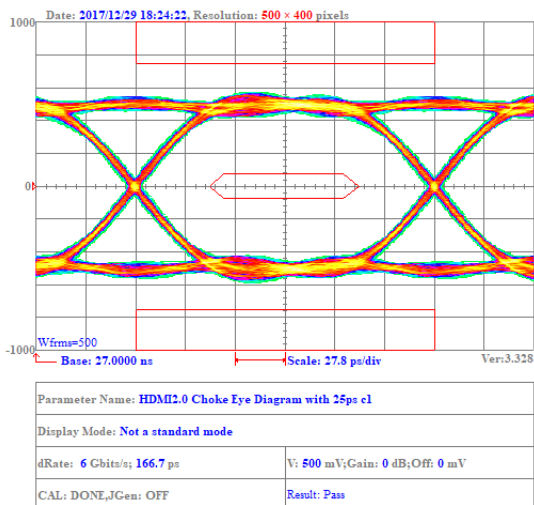 Date: 2017/12/29 18:24:22, Resolution: 500 × 400 pixels
1000
0
-1000
Wfrms=500
Base: 27.0000 ns
Scale: 27.8 ps/div
Ver:3.328
Parameter Name: HDMI2.0 Choke Eye Diagram with 25ps c1
Display Mode: Not a standard mode
dRate: 6 Gbits/s; 166.7 ps
V: 500 mV;Gain: 0 dB;Off: 0 mV
CAL: DONE,JGen: OFF
Result: Pass